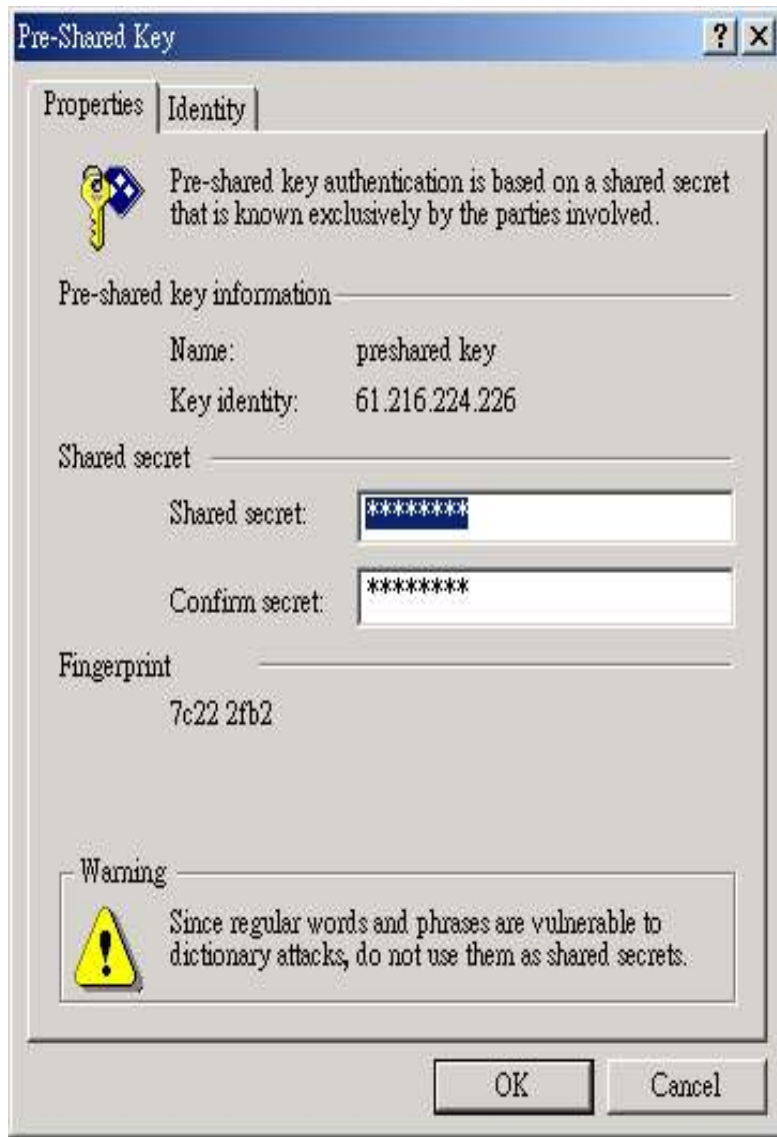 Pre-Shared Key
Properties
Identity
Pre-shared key authentication is based on a shared secret
that is known exclusively by the parties involved.
Pre-shared key information
Name: preshared key
Key identity: 61.216.224.226
Shared secret
Shared secret: ********
Confirm secret: ********
Fingerprint
7c22 2fb2
Warning
Since regular words and phrases are vulnerable to
dictionary attacks, do not use them as shared secrets.
OK
Cancel